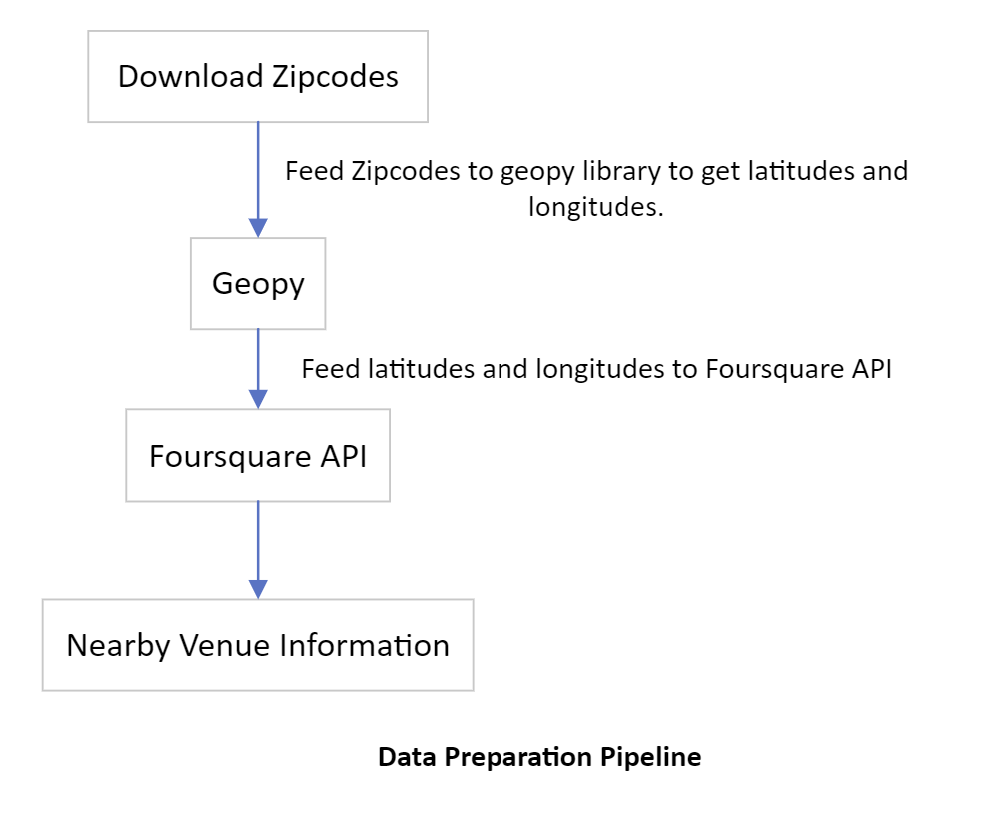 Download Zipcodes
Feed Zipcodes to geopy library to get latitudes and
longitudes.
Geopy
Feed latitudes and longitudes to Foursquare API
Foursquare API
Nearby Venue Information
Data Preparation Pipeline